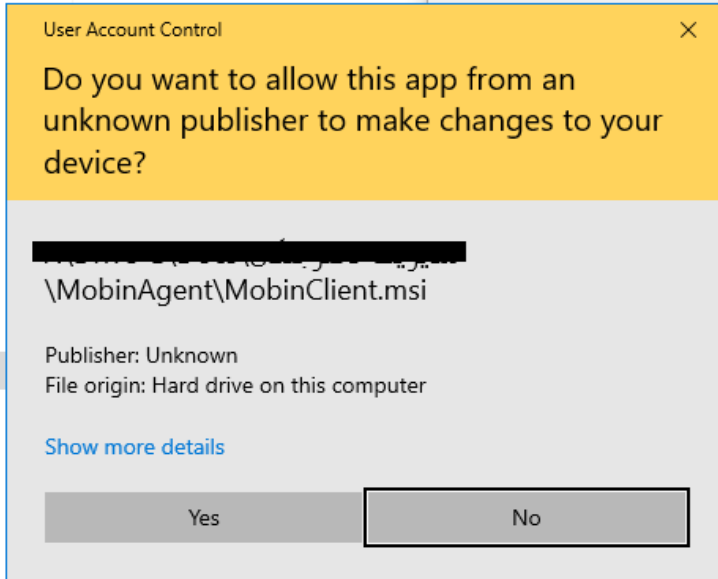 User Account Control
Do you want to allow this app from an
unknown publisher to make changes to your
device?
\MobinAgent\MobinClient.msi
Publisher: Unknown
File origin: Hard drive on this computer
Show more details
Yes
No